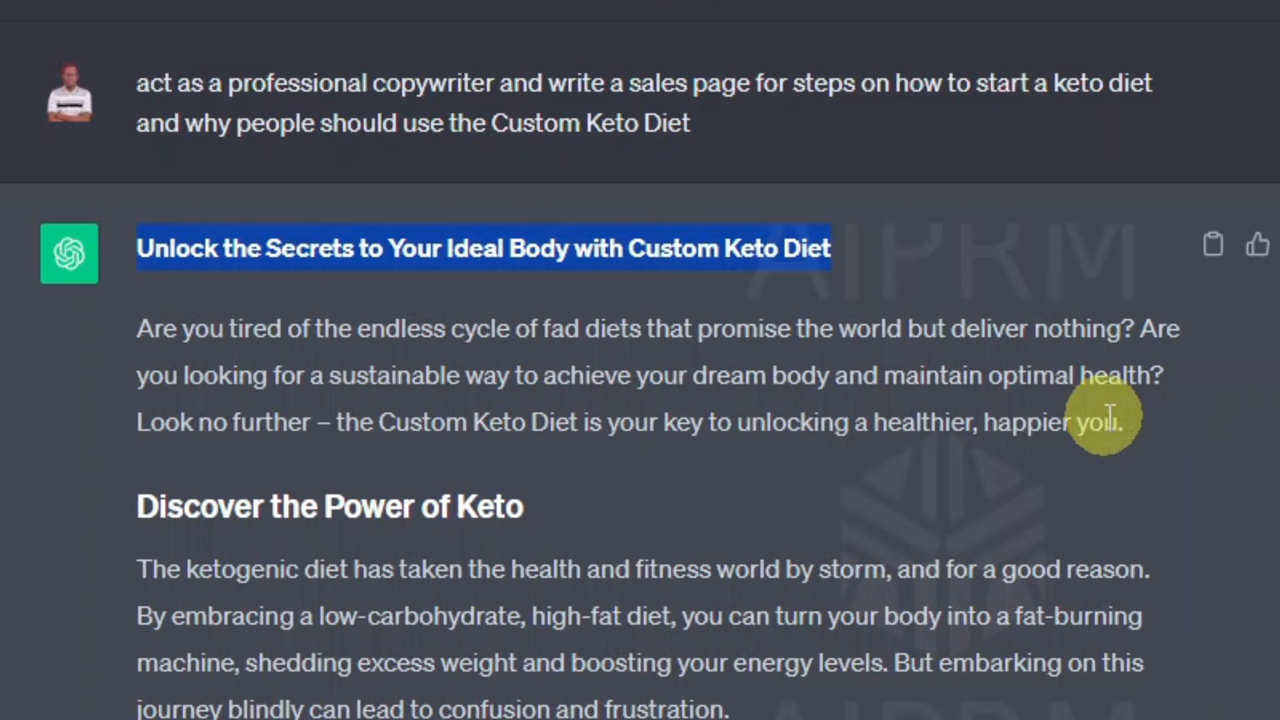 act as a professional copywriter and write a sales page for steps on how to start a keto diet
and why people should use the Custom Keto Diet
Unlock the Secrets to Your Ideal Body with Custom Keto Diet
AIPRM
Are you tired of the endless cycle of fad diets that promise the world but deliver nothing? Are
you looking for a sustainable way to achieve your dream body and maintain optimal health?
Look no further – the Custom Keto Diet is your key to unlocking a healthier, happier you.
Discover the Power of Keto
The ketogenic diet has taken the health and fitness world by storm, and for a good reason.
By embracing a low-carbohydrate, high-fat diet, you can turn your body into a fat-burning
machine, shedding excess weight and boosting your energy levels. But embarking on this
journey blindly can lead to confusion and frustration.
AIPRM